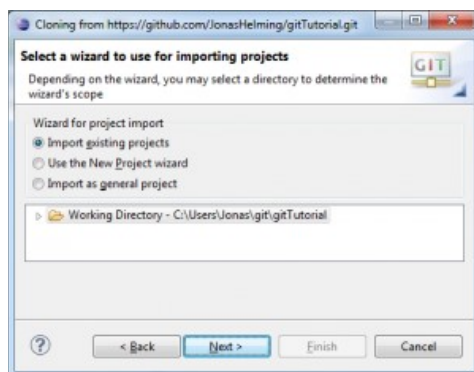 Cloning from https://github.com/JonasHelming/gitTutorial.git
Select a wizard to use for importing projects
Depending on the wizard, you may select a directory to determine the
wizard's scope
GIT
Wizard for project import
Import existing projects
Use the New Project wizard
Import as general project
Working Directory - C:\Users\Jonas\git\gitTutorial
?
< Back
Next >
Finish
Cancel